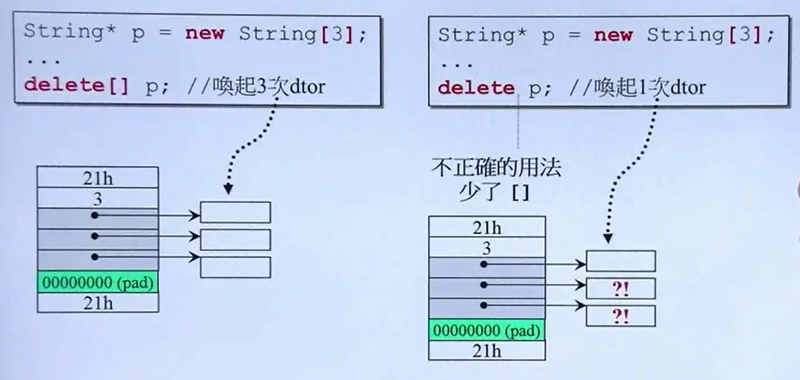 String* p = new String[3];
...
delete[] p; //喚起3次dtor
21h
3
00000000 (pad)
21h
String* p = new String[3];
...
delete p; //喚起1次dtor
不正確的用法
少了 []
21h
3
?!
?!
00000000 (pad)
21h